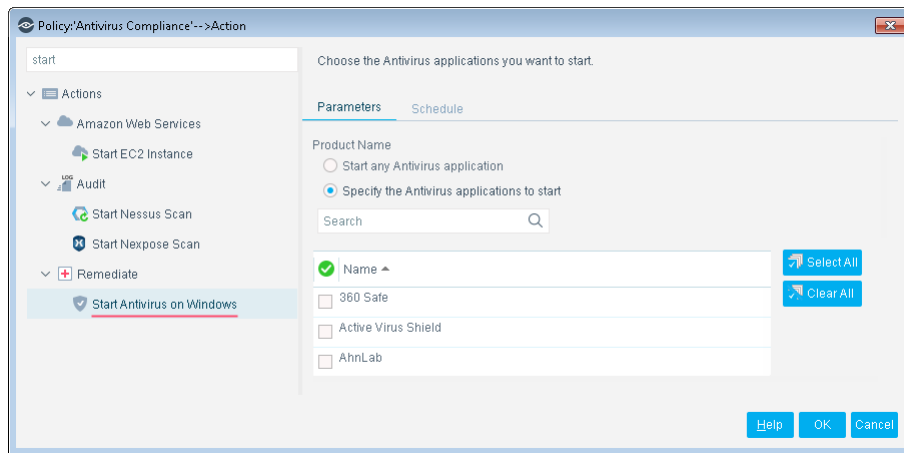 Policy:'Antivirus Compliance'-->Action
start
Choose the Antivirus applications you want to start.
Actions
Parameters
Schedule
Amazon Web Services
Start EC2 Instance
Product Name
Start any Antivirus application
LOG
Audit
Specify the Antivirus applications to start
Start Nessus Scan
Search
Start Nexpose Scan
Name
Select All
Remediate
Clear All
Start Antivirus on Windows
360 Safe
Active Virus Shield
AhnLab
Help
OK
Cancel